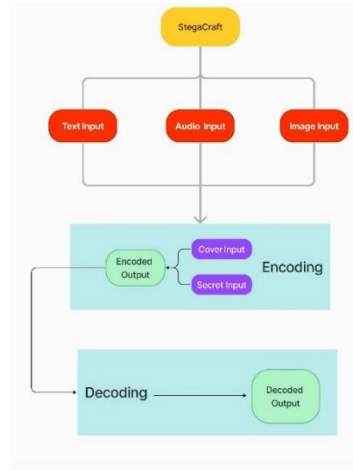 StegaCraft
Text Input
Audio Input
Image Input
Cover Input
Encoded
Output
Encoding
Secret Input
Decoding
Decoded
Output